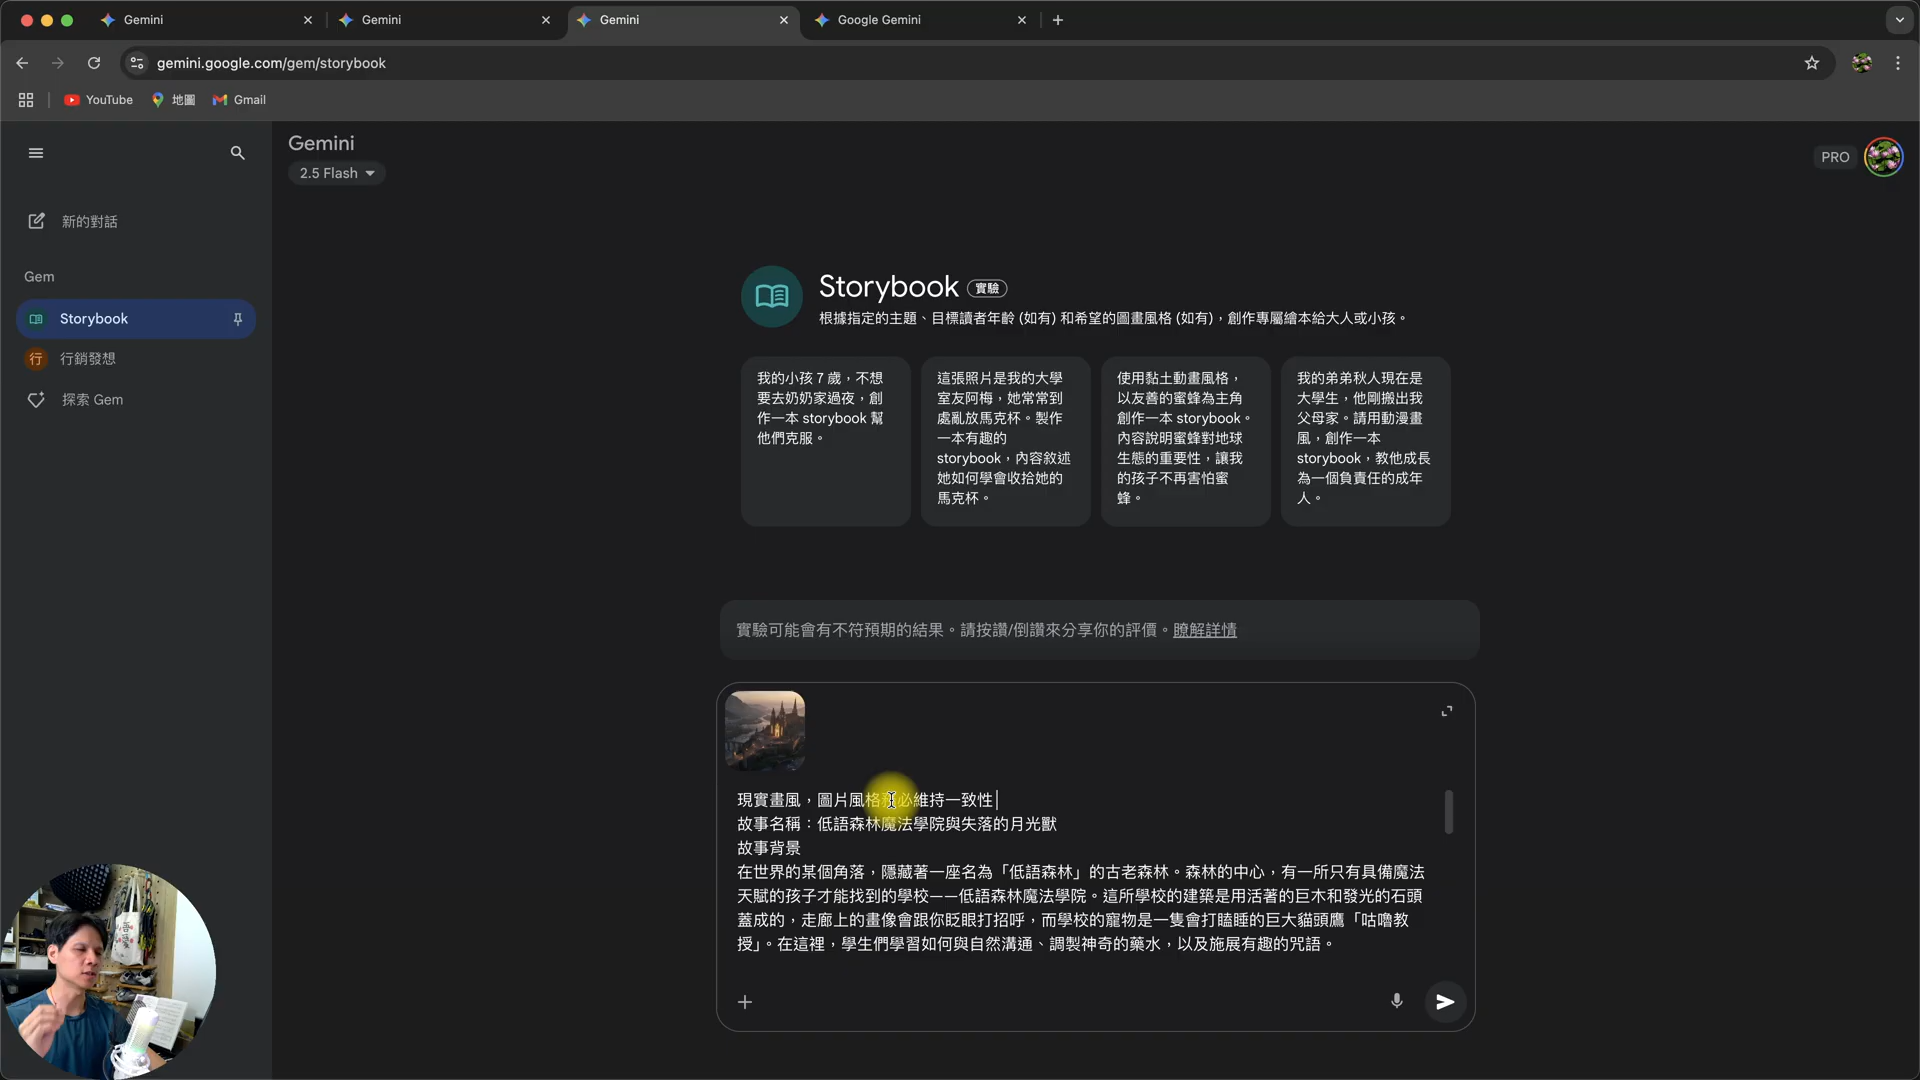 Gemini
Gemini
Gemini
Google Gemini
gemini.google.com/gem/storybook
YouTube
地圖
Gmail
Gemini
2.5 Flash
PRO
新的對話
Gem
Storybook
行 行銷發想
探索 Gem
Storybook 實驗
根據指定的主題、目標讀者年齡 (如有) 和希望的圖畫風格 (如有)，創作專屬繪本給大人或小孩。
我的小孩 7 歲，不想
要去奶奶家過夜，創
作一本 storybook 幫
他們克服。
這張照片是我的大學
室友阿梅，她常常到
處亂放馬克杯。製作
一本有趣的
storybook，內容敘述
她如何學會收拾她的
馬克杯。
使用黏土動畫風格，
以友善的蜜蜂為主角
創作一本 storybook。
內容說明蜜蜂對地球
生態的重要性，讓我
的孩子不再害怕蜜
蜂。
我的弟弟秋人現在是
大學生，他剛搬出我
父母家。請用動漫畫
風，創作一本
storybook，教他成長
為一個負責任的成年
人。
實驗可能會有不符預期的結果。請按讚/倒讚來分享你的評價。瞭解詳情
現實畫風，圖片風格務必維持一致性
故事名稱：低語森林魔法學院與失落的月光獸
故事背景
在世界的某個角落，隱藏著一座名為「低語森林」的古老森林。森林的中心，有一所只有具備魔法
天賦的孩子才能找到的學校——低語森林魔法學院。這所學校的建築是用活著的巨木和發光的石頭
蓋成的，走廊上的畫像會跟你眨眼打招呼，而學校的寵物是一隻會打瞌睡的巨大貓頭鷹「咕嚕教
授」。在這裡，學生們學習如何與自然溝通、調製神奇的藥水，以及施展有趣的咒語。